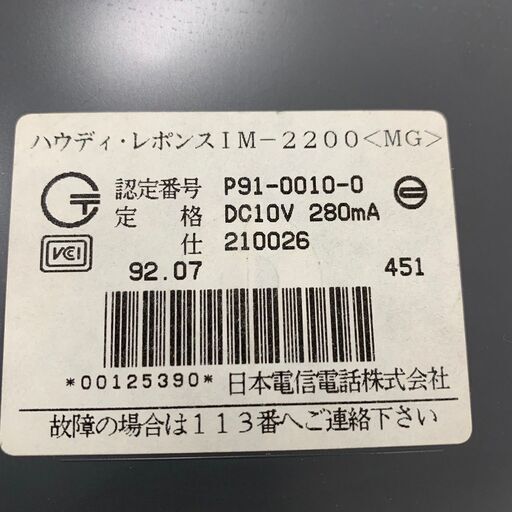 ハウディ・レポンスIM-2200<MG>
認定番号 P91-0010-0
定格 DC10V 280mA
仕 210026
VCI
92.07 451
*00125390* 日本電信電話株式会社
故障の場合は113番へご連絡下さい